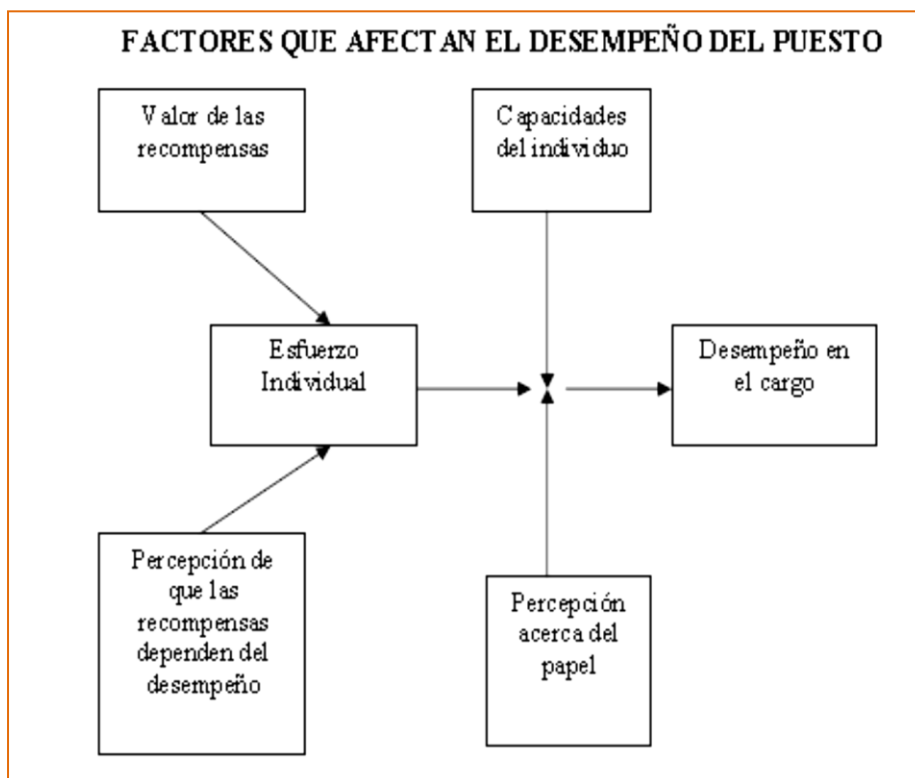 FACTORES QUE AFECTAN EL DESEMPEÑO DEL PUESTO
Valor de las
recompensas
Capacidades
del individuo
Esfuerzo
Individual
Desempeño en
el cargo
Percepción de
que las
recompensas
dependen del
desempeño
Percepción
acerca del
papel